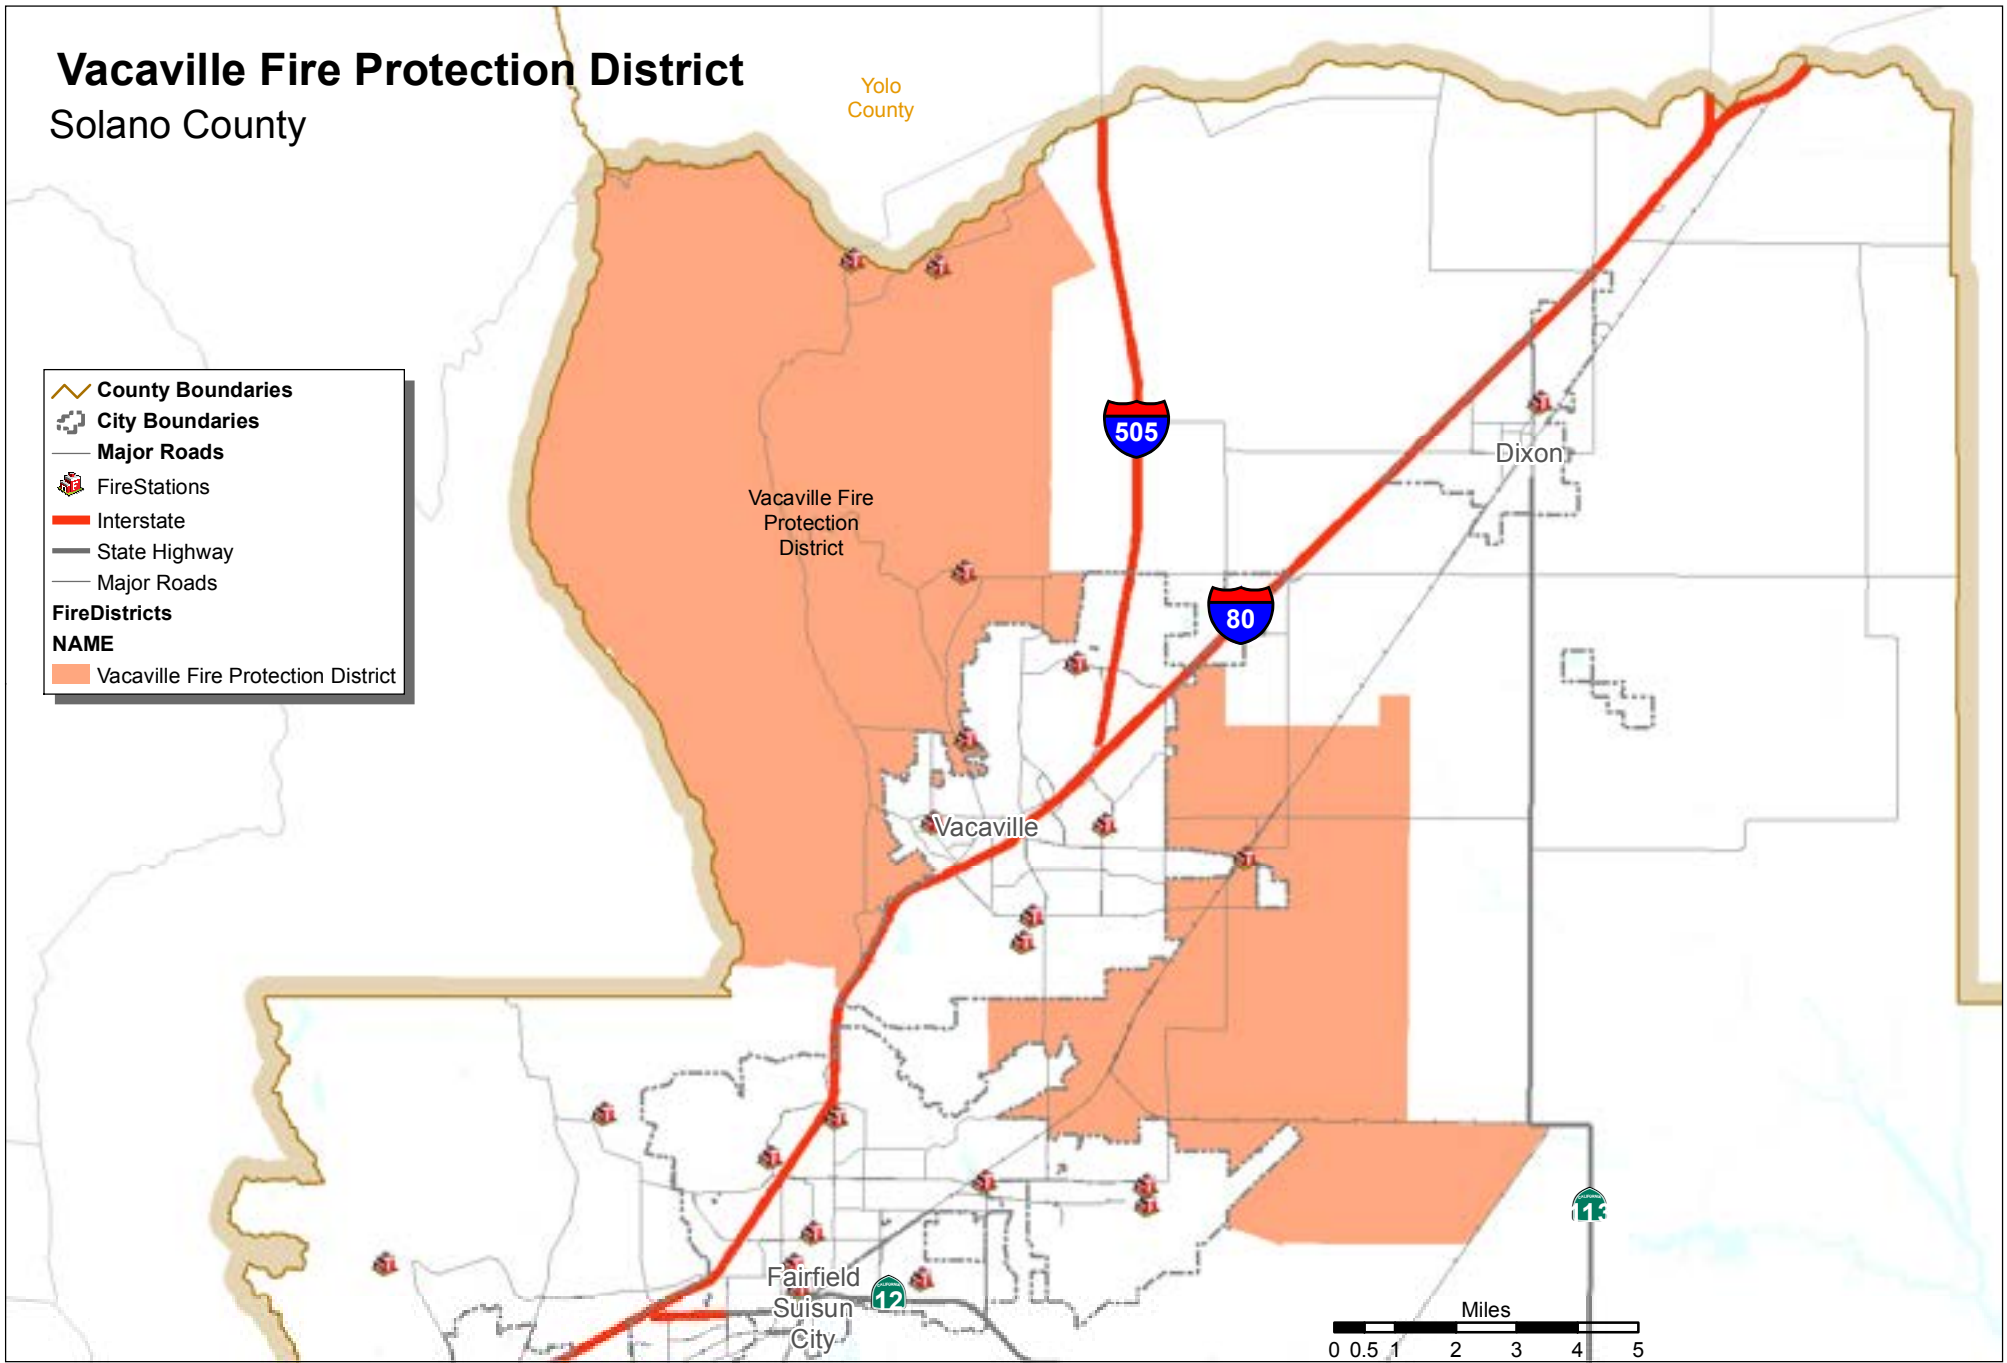 Vacaville Fire Protection District
Solano County
Yolo
County
County Boundaries
City Boundaries
Major Roads
FireStations
Interstate
State Highway
Major Roads
FireDistricts
NAME
Vacaville Fire Protection District
505
Dixon
Vacaville Fire
Protection
District
80
Vacaville
CALIFORNIA
113
Fairfield
Suisun
City
CALIFORNIA
12
Miles
0 0.5 1 2 3 4 5